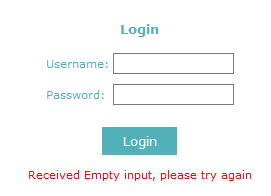 Login
Username:
Password:
Login
Received Empty input, please try again